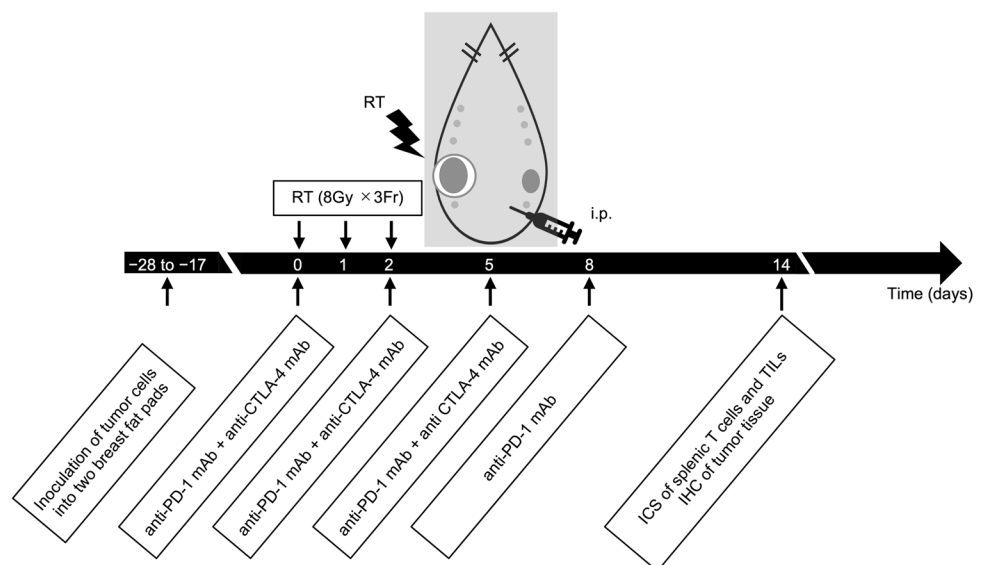 RT
RT (8Gy ×3Fr)
i.p.
−28 to −17
0
1
2
5
8
14
Time (days)
Inoculation of tumor cells
into two breast fat pads
anti-PD-1 mAb + anti-CTLA-4 mAb
anti-PD-1 mAb + anti-CTLA-4 mAb
anti-PD-1 mAb + anti CTLA-4 mAb
anti-PD-1 mAb
ICS of splenic T cells and TILs
IHC of tumor tissue